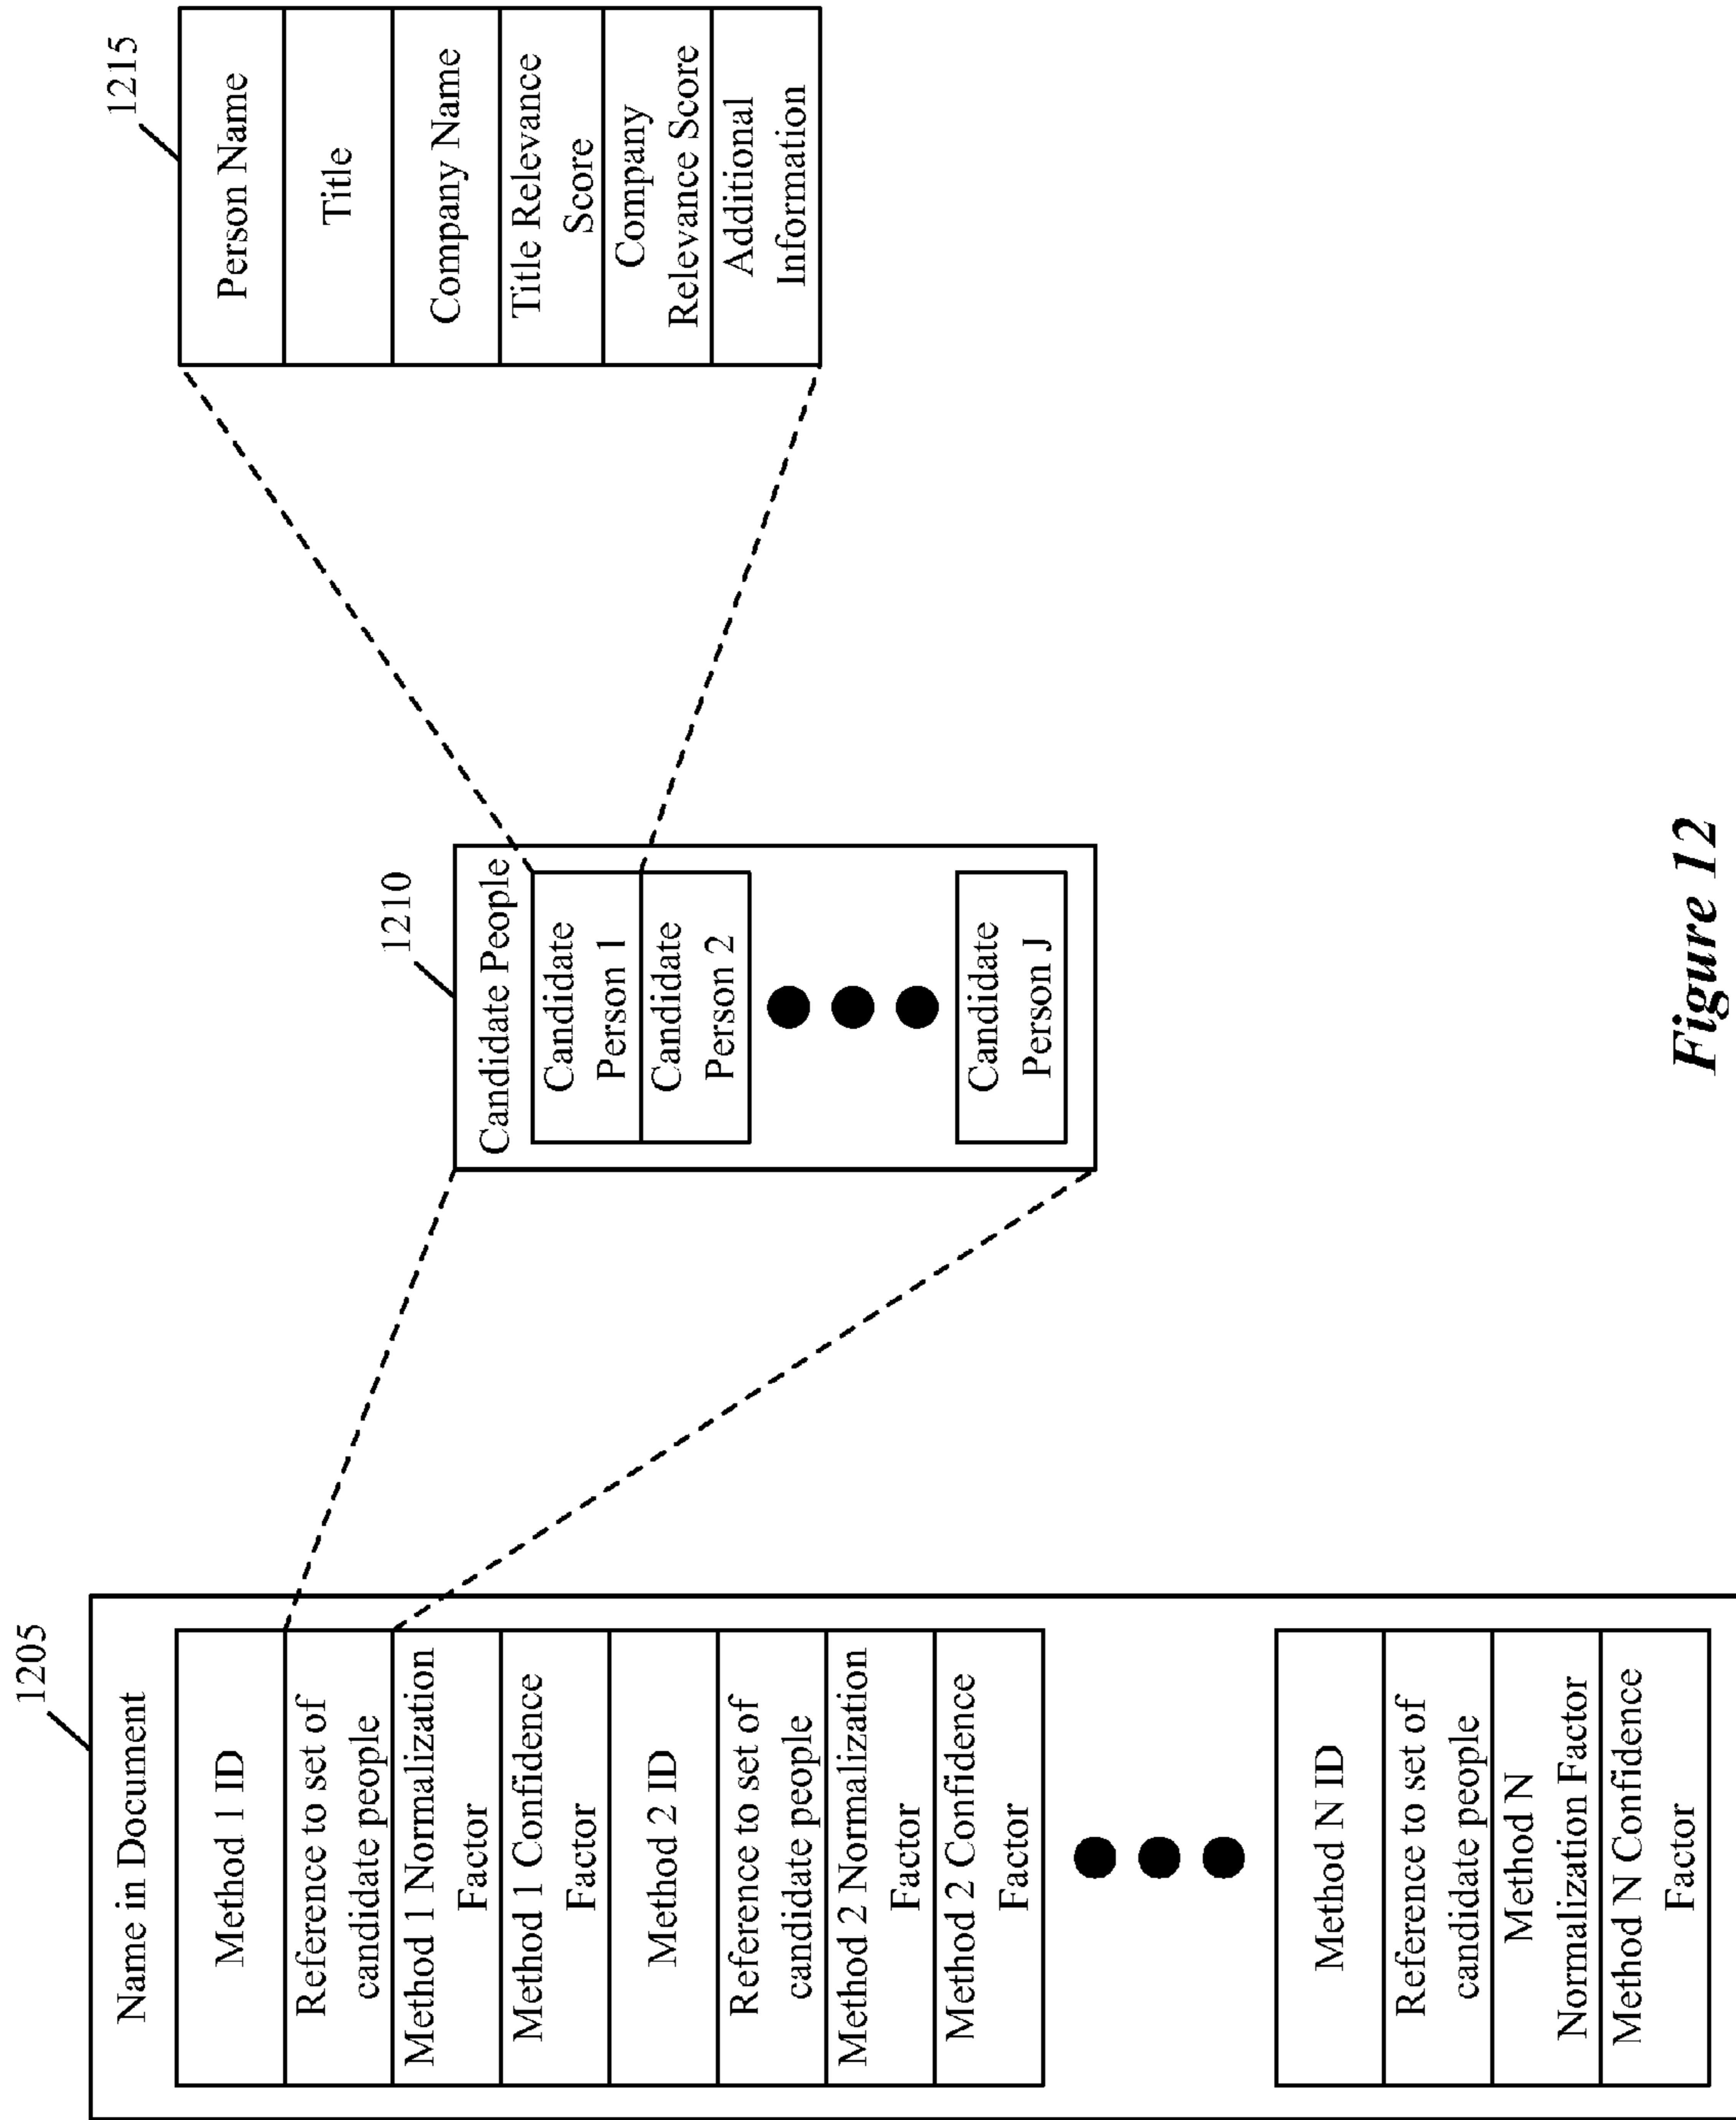 1205
Name in Document
Method 1 ID
Reference to set of
candidate people
Method 1 Normalization
Factor
Method 1 Confidence
Factor
Method 2 ID
Reference to set of
candidate people
Method 2 Normalization
Factor
Method 2 Confidence
Factor
Method N ID
Reference to set of
candidate people
Method N
Normalization Factor
Method N Confidence
Factor
1210
Candidate People
Candidate
Person 1
Candidate
Person 2
Candidate
Person J
1215
Person Name
Title
Company Name
Title Relevance
Score
Company
Relevance Score
Additional
Information
Figure 12